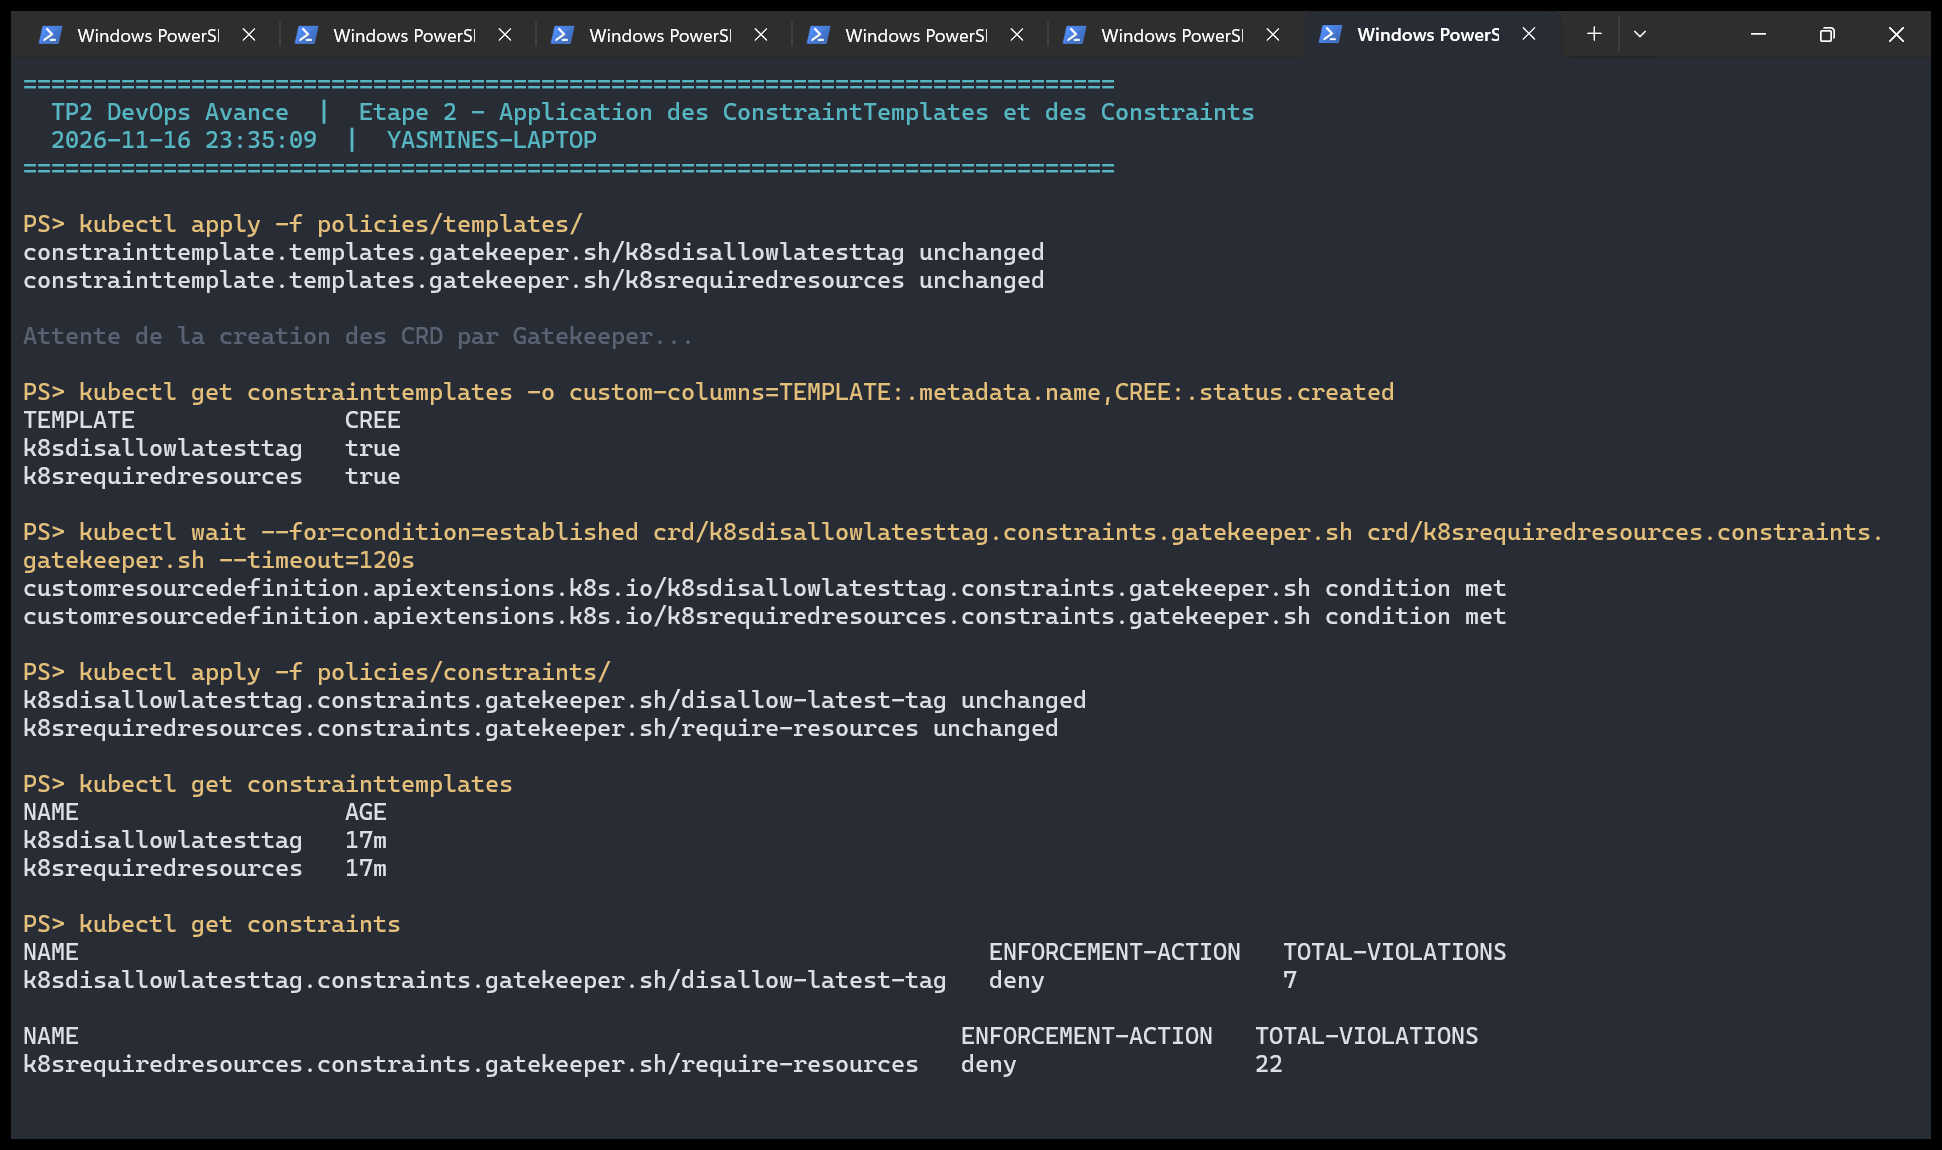 Windows PowerSh Windows PowerSh Windows PowerSh Windows PowerSh Windows PowerSh Windows PowerS
==============================================================================
TP2 DevOps Avance | Etape 2 - Application des ConstraintTemplates et des Constraints
2026-11-16 23:35:09 | YASMINES-LAPTOP
==============================================================================
PS> kubectl apply -f policies/templates/
constrainttemplate.templates.gatekeeper.sh/k8sdisallowlatesttag unchanged
constrainttemplate.templates.gatekeeper.sh/k8srequiredresources unchanged
Attente de la creation des CRD par Gatekeeper...
PS> kubectl get constrainttemplates -o custom-columns=TEMPLATE:.metadata.name,CREE:.status.created
TEMPLATE CREE
k8sdisallowlatesttag true
k8srequiredresources true
PS> kubectl wait --for=condition=established crd/k8sdisallowlatesttag.constraints.gatekeeper.sh crd/k8srequiredresources.constraints.
gatekeeper.sh --timeout=120s
customresourcedefinition.apiextensions.k8s.io/k8sdisallowlatesttag.constraints.gatekeeper.sh condition met
customresourcedefinition.apiextensions.k8s.io/k8srequiredresources.constraints.gatekeeper.sh condition met
PS> kubectl apply -f policies/constraints/
k8sdisallowlatesttag.constraints.gatekeeper.sh/disallow-latest-tag unchanged
k8srequiredresources.constraints.gatekeeper.sh/require-resources unchanged
PS> kubectl get constrainttemplates
NAME AGE
k8sdisallowlatesttag 17m
k8srequiredresources 17m
PS> kubectl get constraints
NAME ENFORCEMENT-ACTION TOTAL-VIOLATIONS
k8sdisallowlatesttag.constraints.gatekeeper.sh/disallow-latest-tag deny 7
NAME ENFORCEMENT-ACTION TOTAL-VIOLATIONS
k8srequiredresources.constraints.gatekeeper.sh/require-resources deny 22